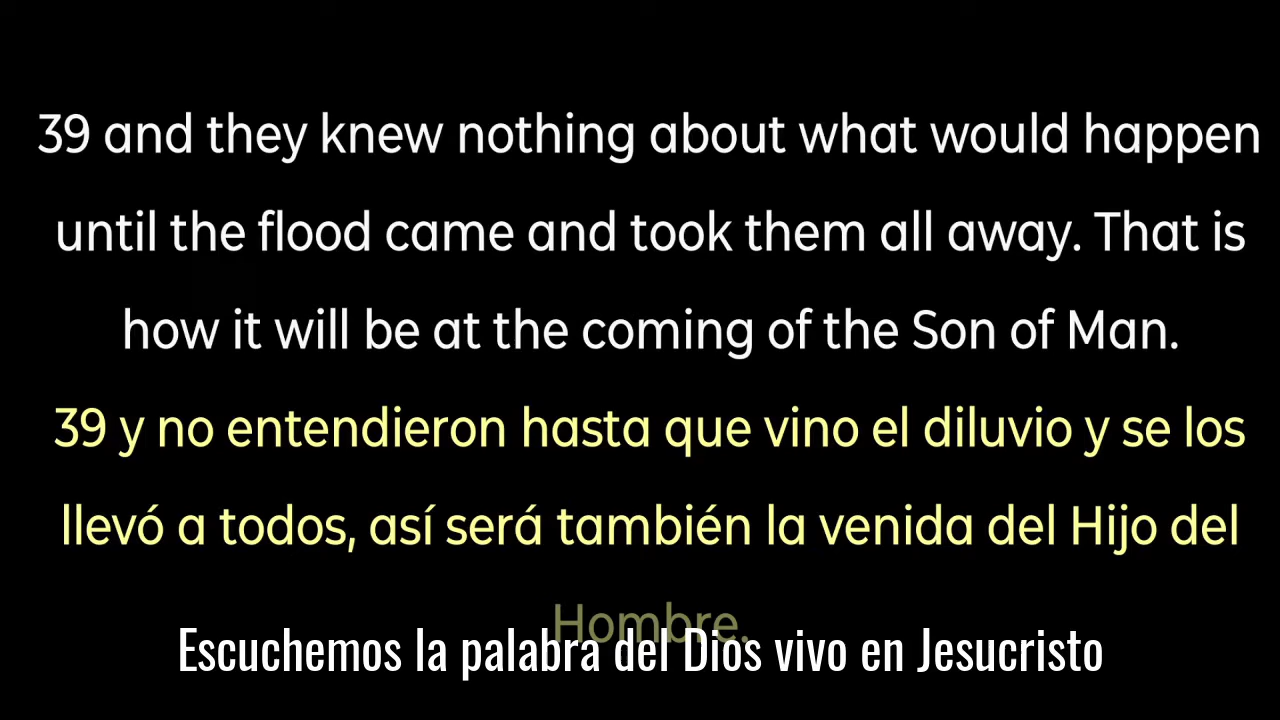 39 and they knew nothing about what would happen
until the flood came and took them all away. That is
how it will be at the coming of the Son of Man.
39 y no entendieron hasta que vino el diluvio y se los
llevó a todos, así será también la venida del Hijo del
Hombre.
Escuchemos la palabra del Dios vivo en Jesucristo